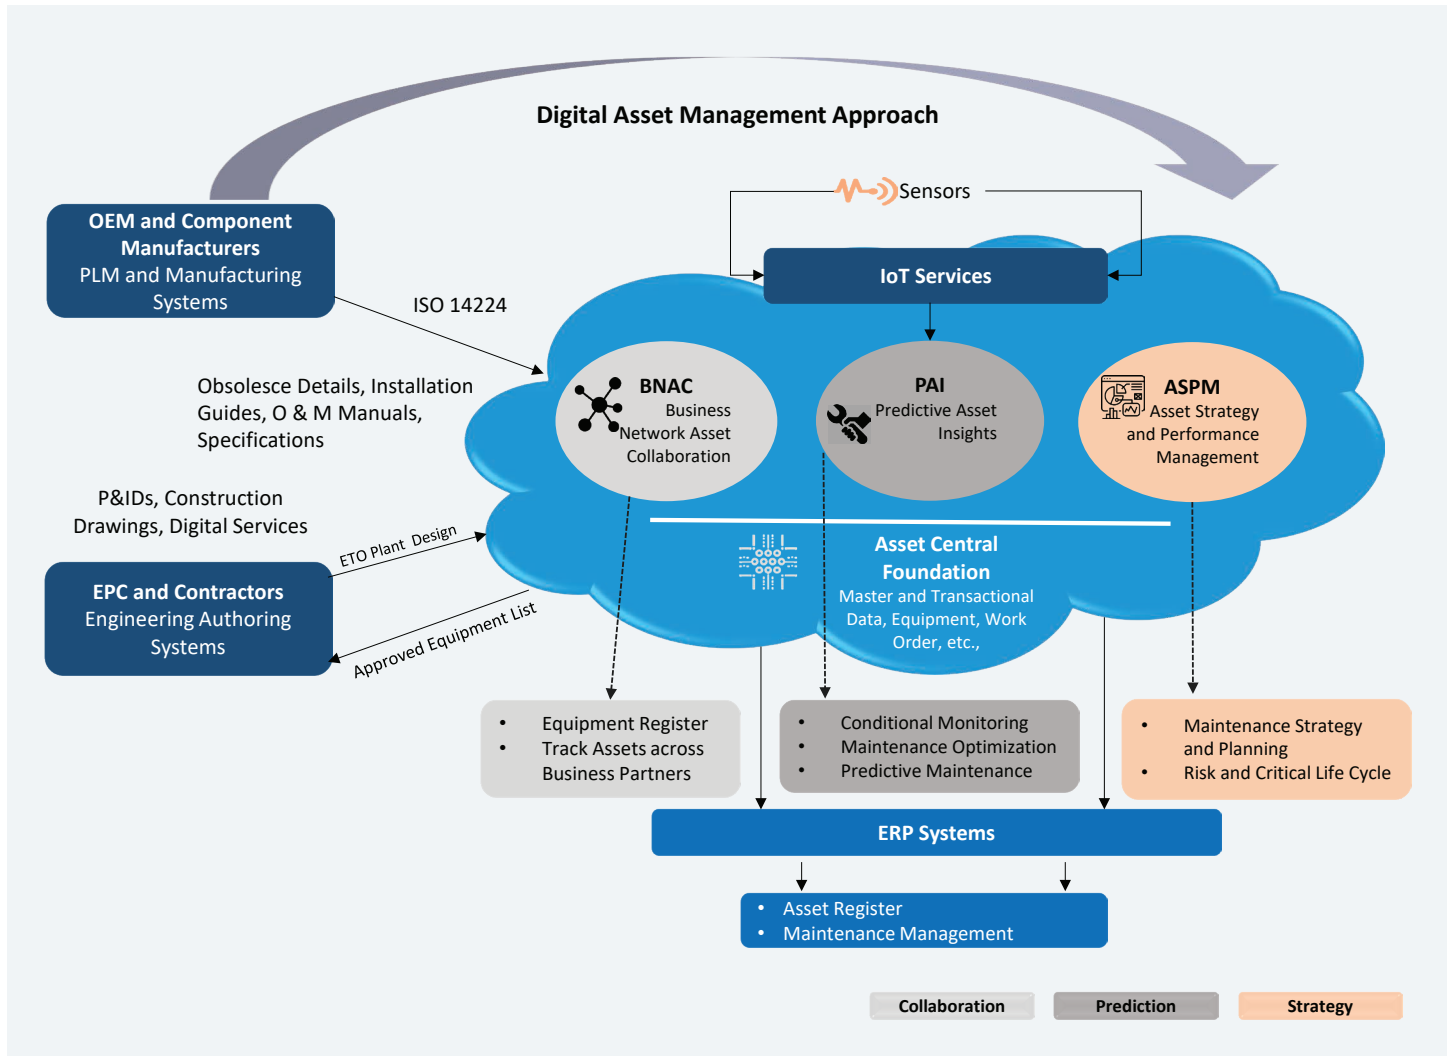 Digital Asset Management Approach
Sensors
OEM and Component
Manufacturers
PLM and Manufacturing
Systems
IoT Services
ISO 14224
Obsolesce Details, Installation
Guides, O & M Manuals,
Specifications
BNAC
Business
Network Asset
Collaboration
PAI
Predictive Asset
Insights
ASPM
Asset Strategy
and Performance
Management
P&IDs, Construction
Drawings, Digital Services
ETO Plant Design
EPC and Contractors
Engineering Authoring
Systems
Approved Equipment List
Asset Central
Foundation
Master and Transactional
Data, Equipment, Work
Order, etc.,
• Equipment Register
• Track Assets across
Business Partners
• Conditional Monitoring
• Maintenance Optimization
• Predictive Maintenance
• Maintenance Strategy
and Planning
• Risk and Critical Life Cycle
ERP Systems
• Asset Register
• Maintenance Management
Collaboration
Prediction
Strategy